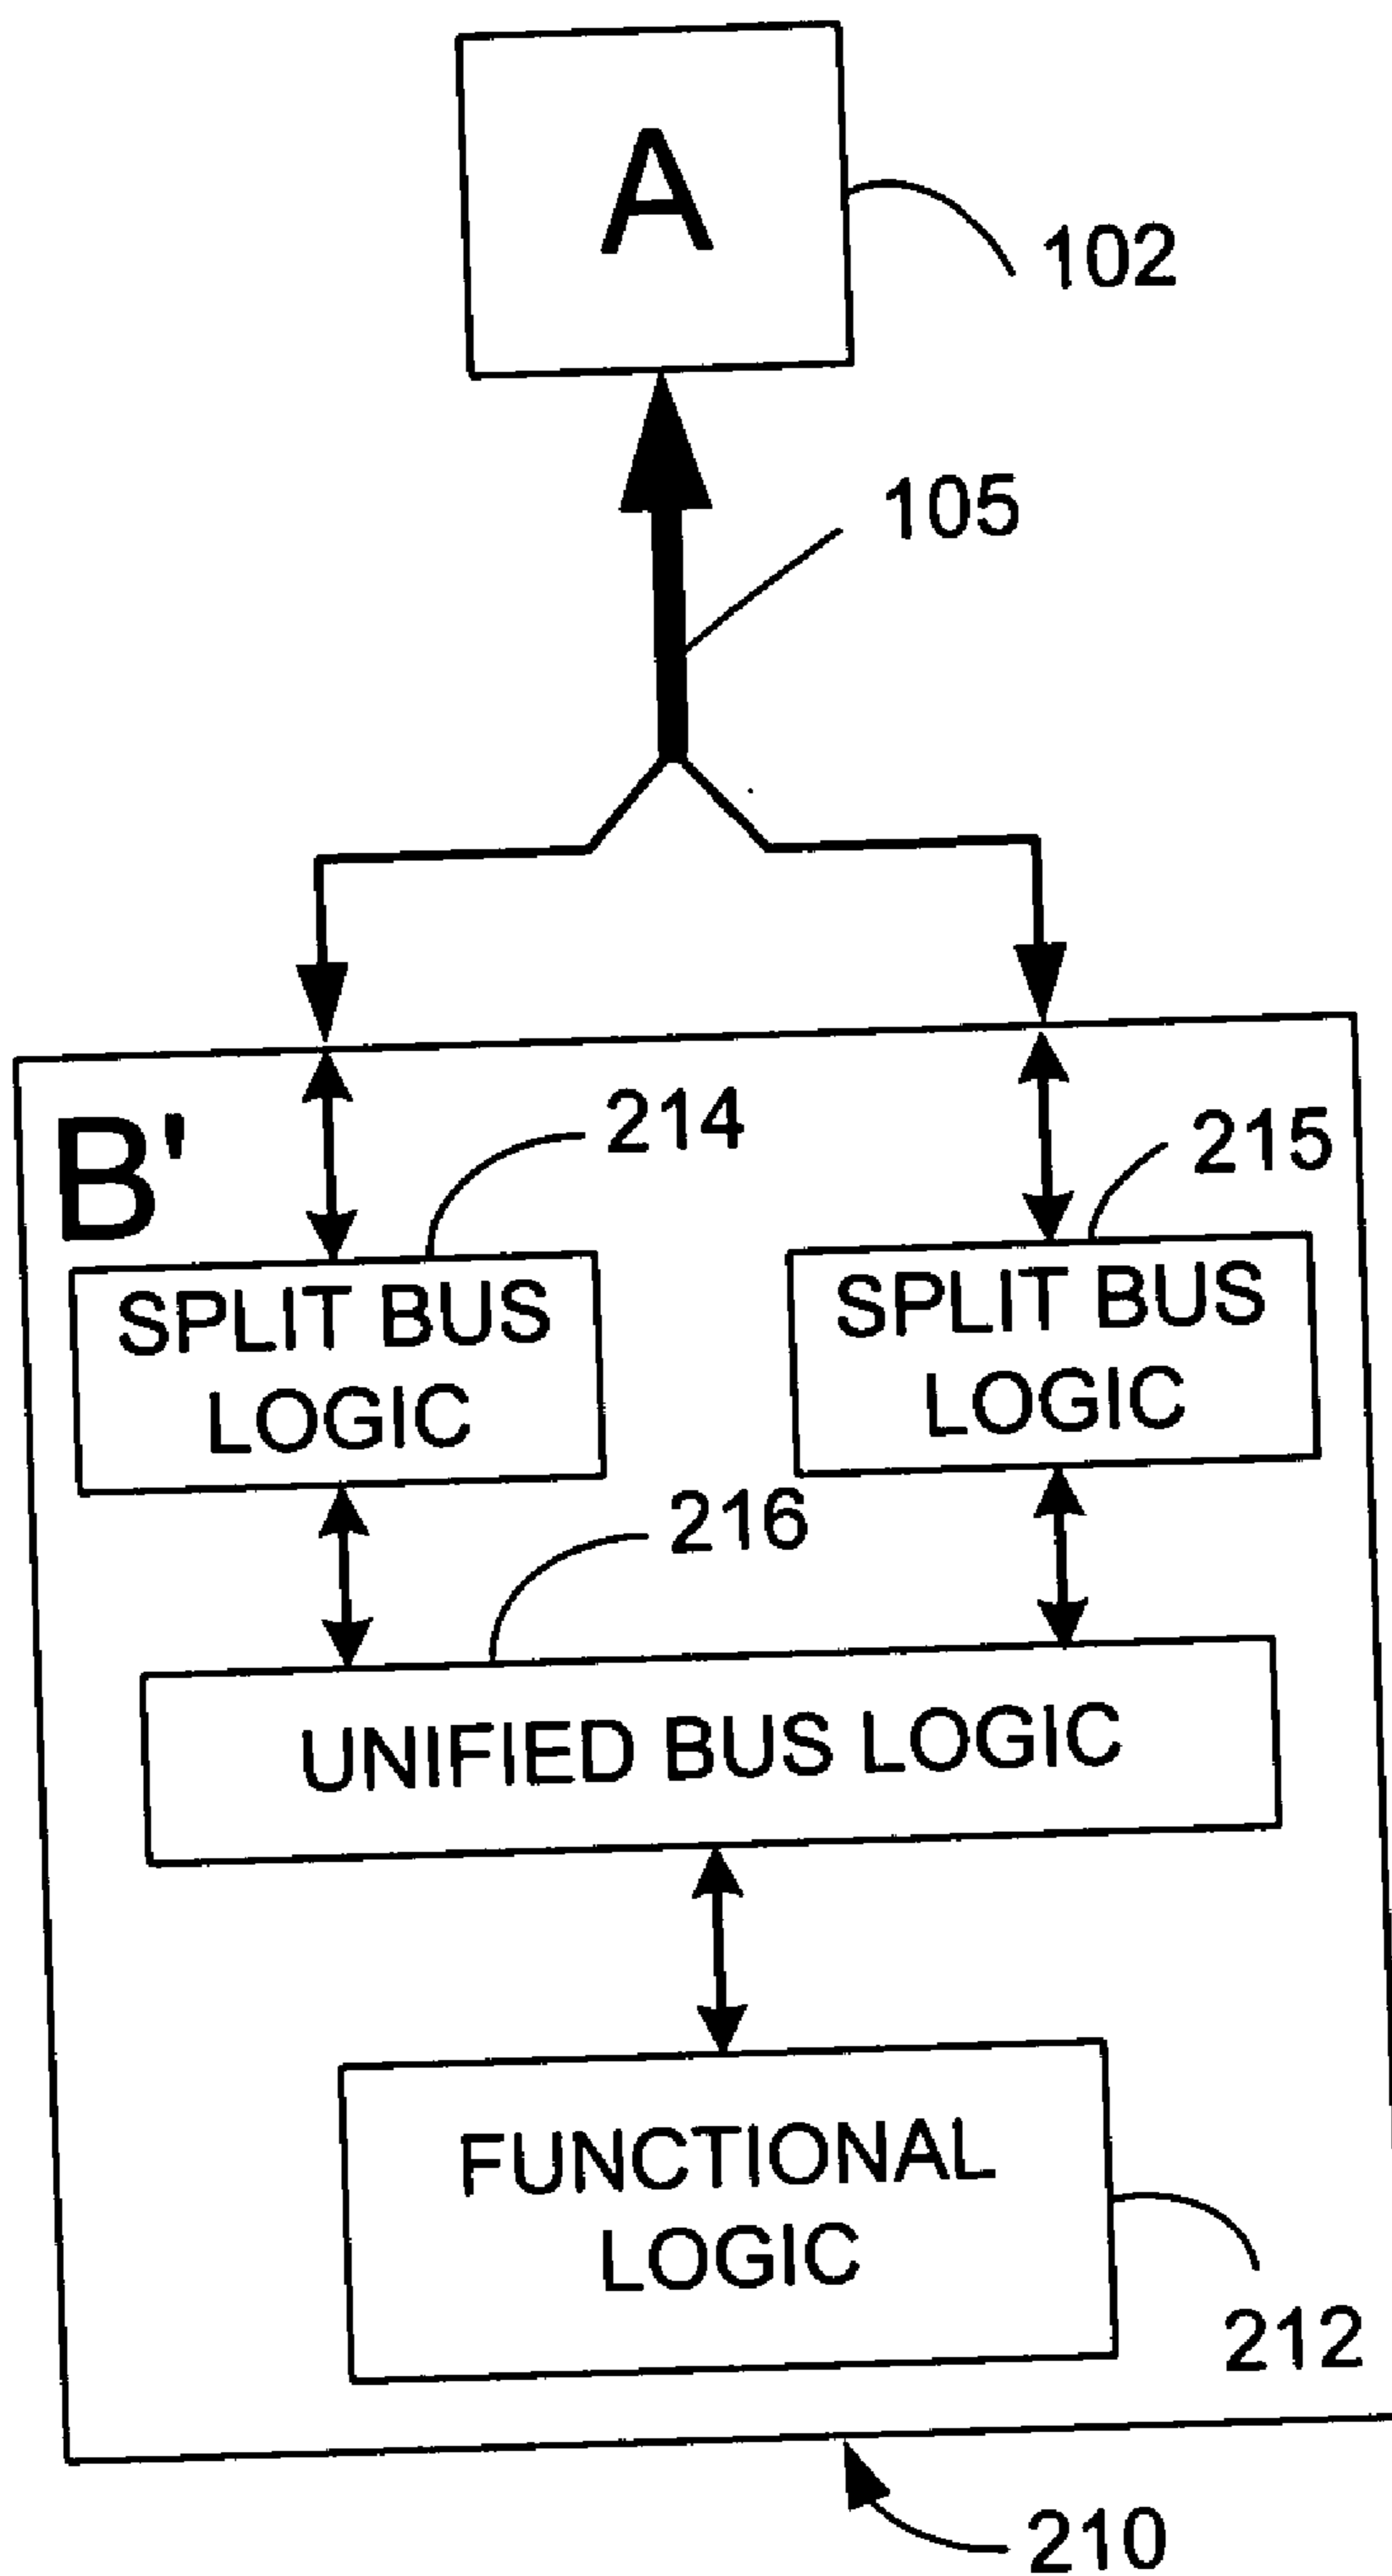 A
102
105
B'
214
215
SPLIT BUS
LOGIC
SPLIT BUS
LOGIC
216
UNIFIED BUS LOGIC
FUNCTIONAL
LOGIC
212
210